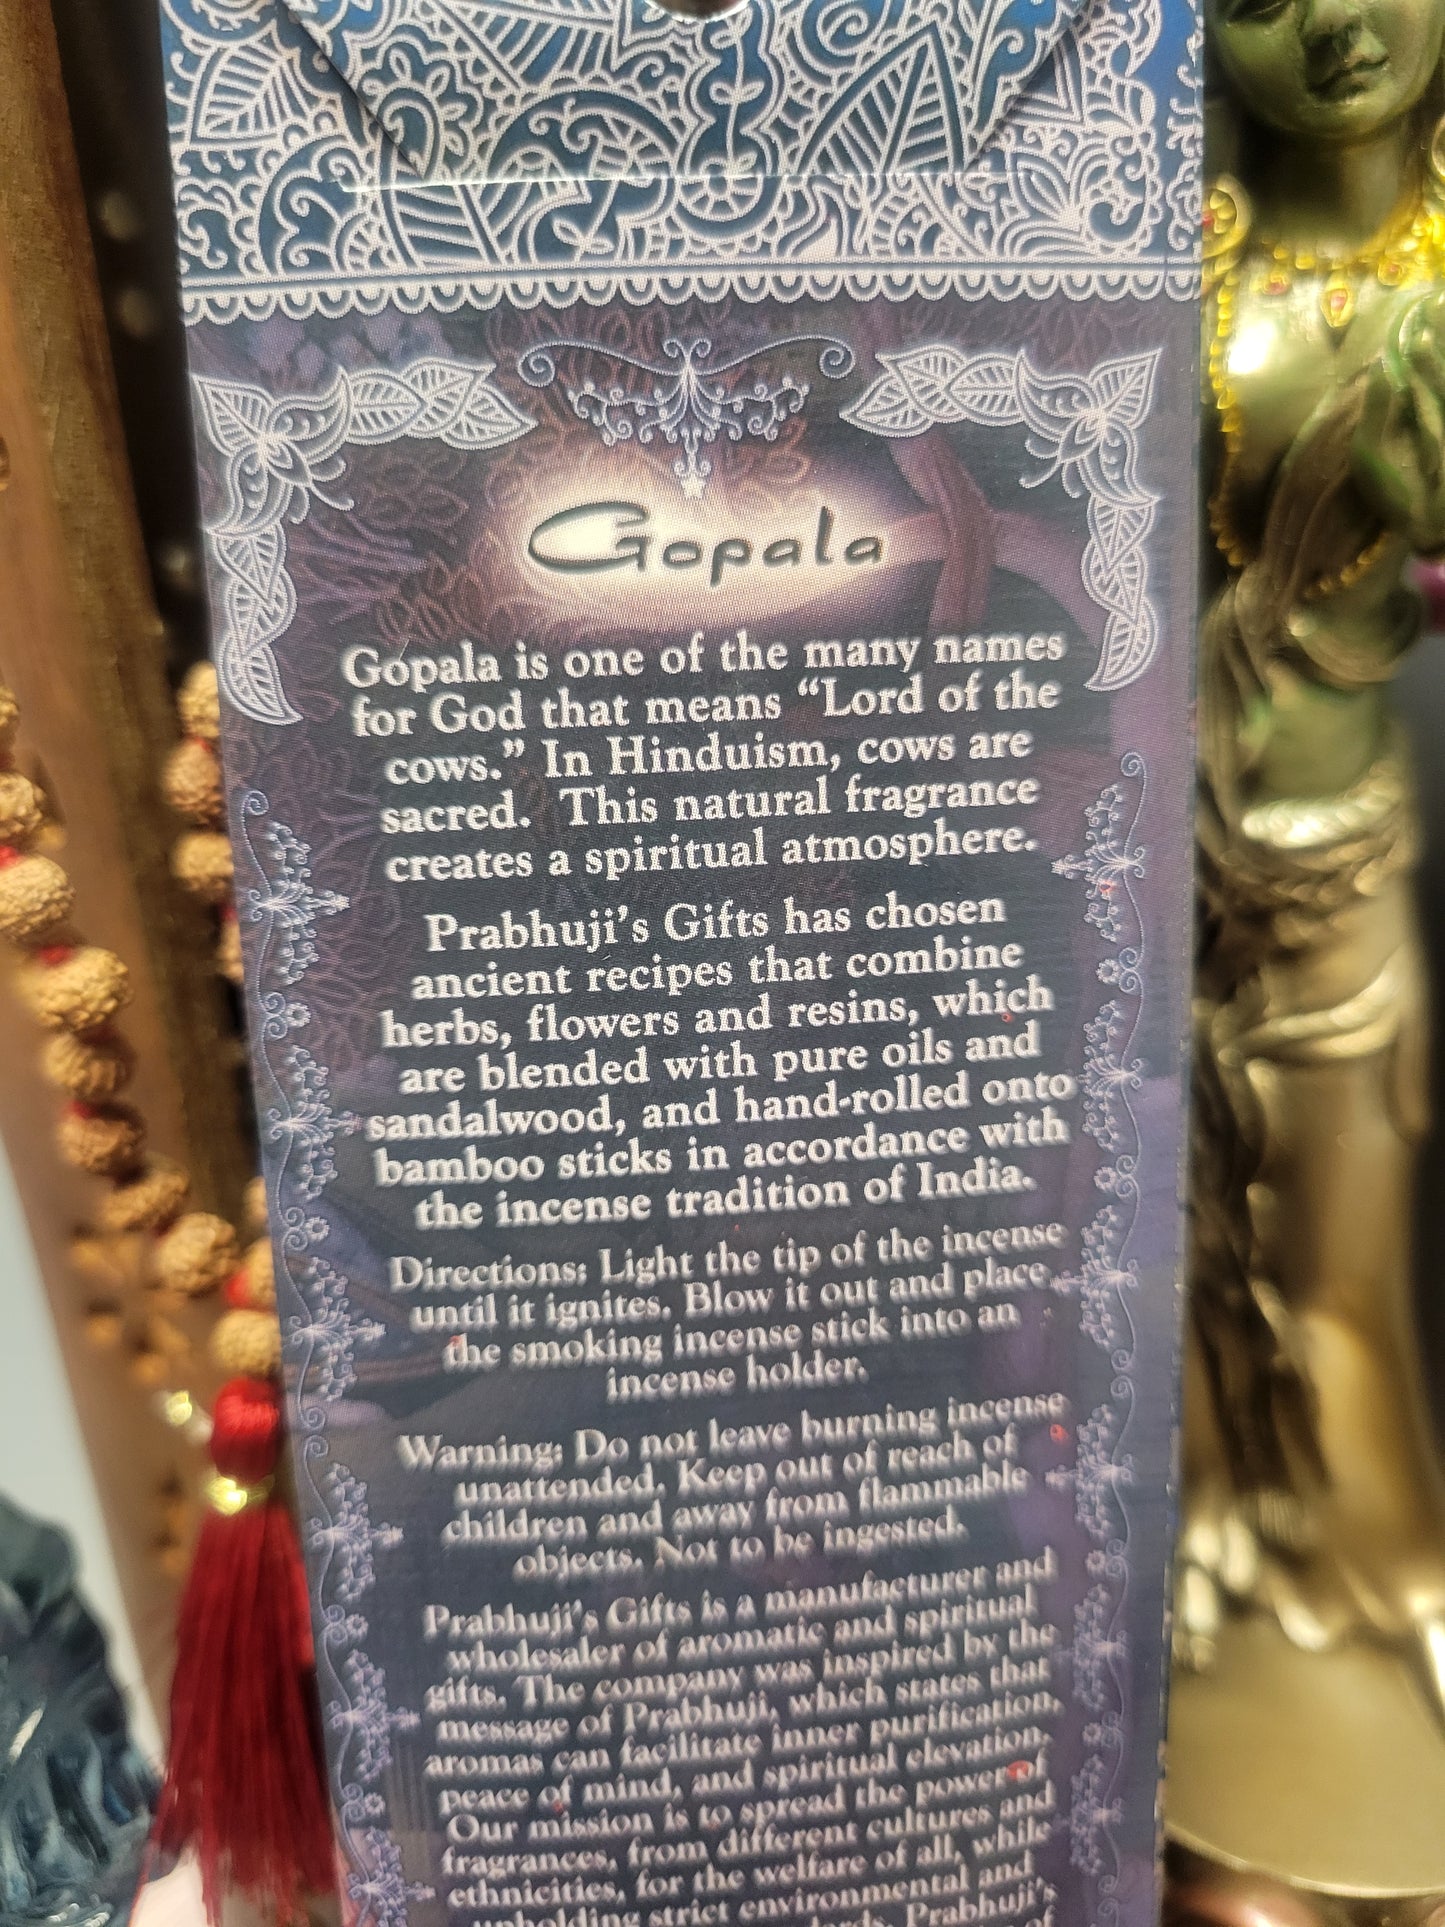 Gopala
Gopala is one of the many names
for God that means “Lord of the
cows.” In Hinduism, cows are
sacred. This natural fragrance
creates a spiritual atmosphere.
Prabhuji’s Gifts has chosen
ancient recipes that combine
herbs, flowers and resins, which
are blended with pure oils and
sandalwood, and hand-rolled onto
bamboo sticks in accordance with
the incense tradition of India.
Directions: Light the tip of the incense
until it ignites. Blow it out and place
the smoking incense stick into an
incense holder.
Warning: Do not leave burning incense
unattended. Keep out of reach of
children and away from flammable
objects. Not to be ingested.
Prabhuji’s Gifts is a manufacturer and
wholesaler of aromatic and spiritual
gifts. The company was inspired by the
message of Prabhuji, which states that
aromas can facilitate inner purification,
peace of mind, and spiritual elevation.
Our mission is to spread the power of
fragrances, from different cultures and
ethnicities, for the welfare of all, while
upholding strict environmental and
Prabhuji’s
of